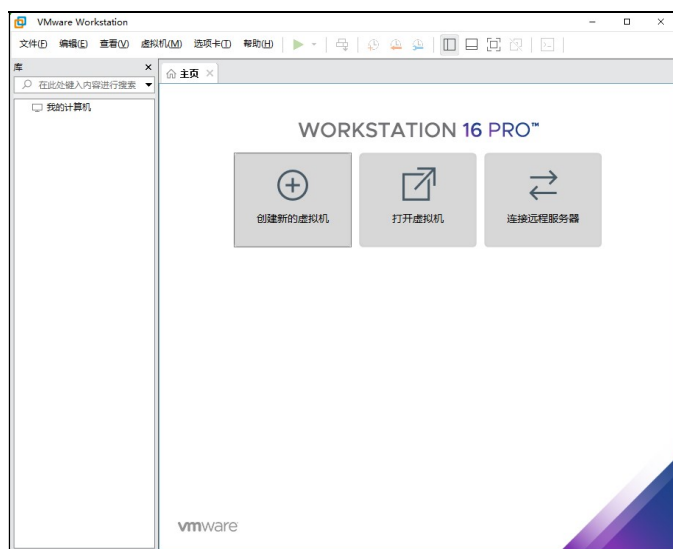 VMware Workstation
文件(F) 编辑(E) 查看(V) 虚拟机(M) 选项卡(T) 帮助(H)
库
在此处键入内容进行搜索
我的计算机
主页
WORKSTATION 16 PRO™
创建新的虚拟机 打开虚拟机 连接远程服务器
vmware